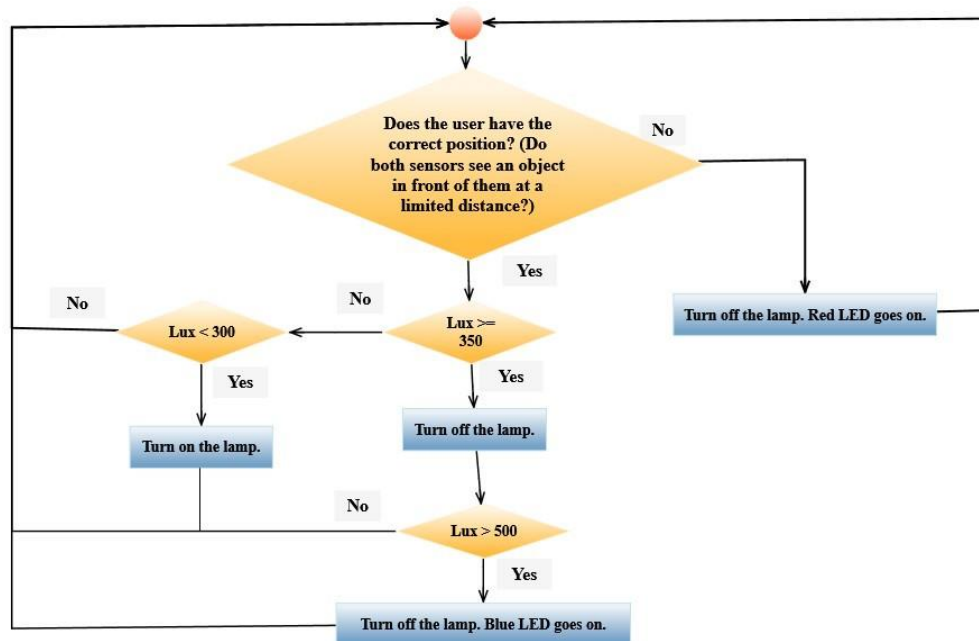 Does the user have the
correct position? (Do
both sensors see an object
in front of them at a
limited distance?)
No
Yes
Turn off the lamp. Red LED goes on.
No
Lux < 300
No
Lux >=
350
Yes
Yes
Turn on the lamp.
Turn off the lamp.
No
Lux > 500
Yes
Turn off the lamp. Blue LED goes on.